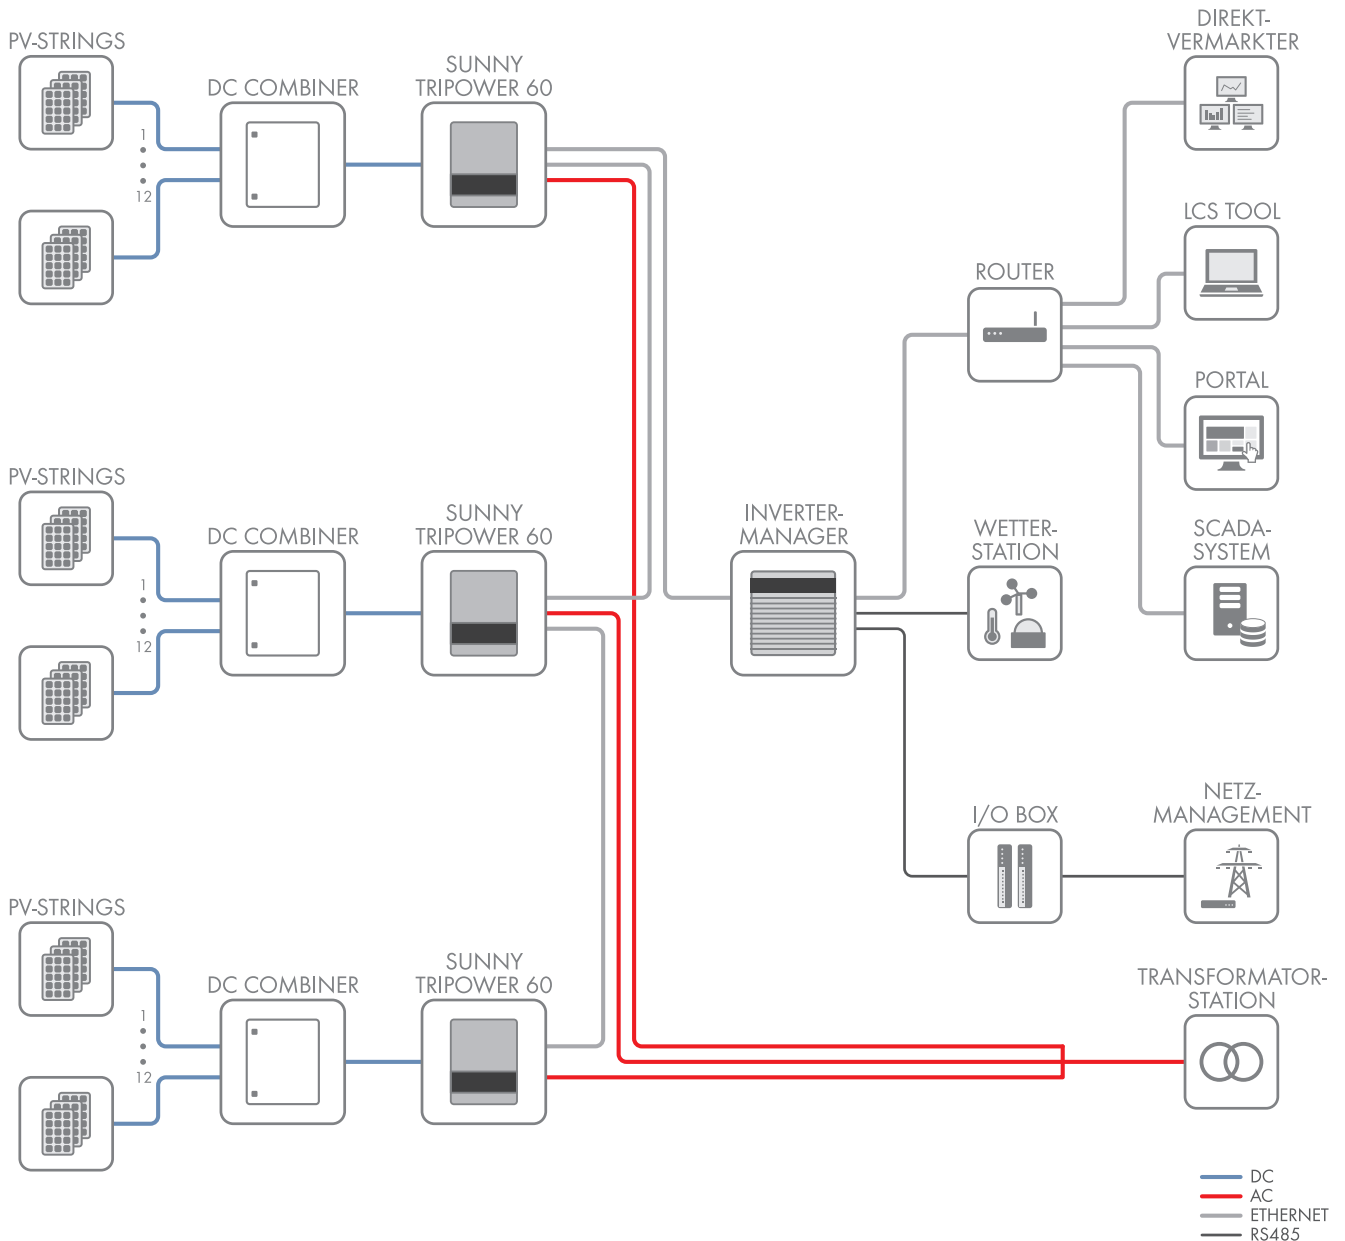 DIREKT-
VERMARKTER
PV-STRINGS
DC COMBINER
SUNNY
TRIPOWER 60
1
12
LCS TOOL
ROUTER
PORTAL
PV-STRINGS
DC COMBINER
SUNNY
TRIPOWER 60
1
12
INVERTER-
MANAGER
WETTER-
STATION
SCADA-
SYSTEM
I/O BOX
NETZ-
MANAGEMENT
PV-STRINGS
DC COMBINER
SUNNY
TRIPOWER 60
1
12
TRANSFORMATOR-
STATION
DC
AC
ETHERNET
RS485